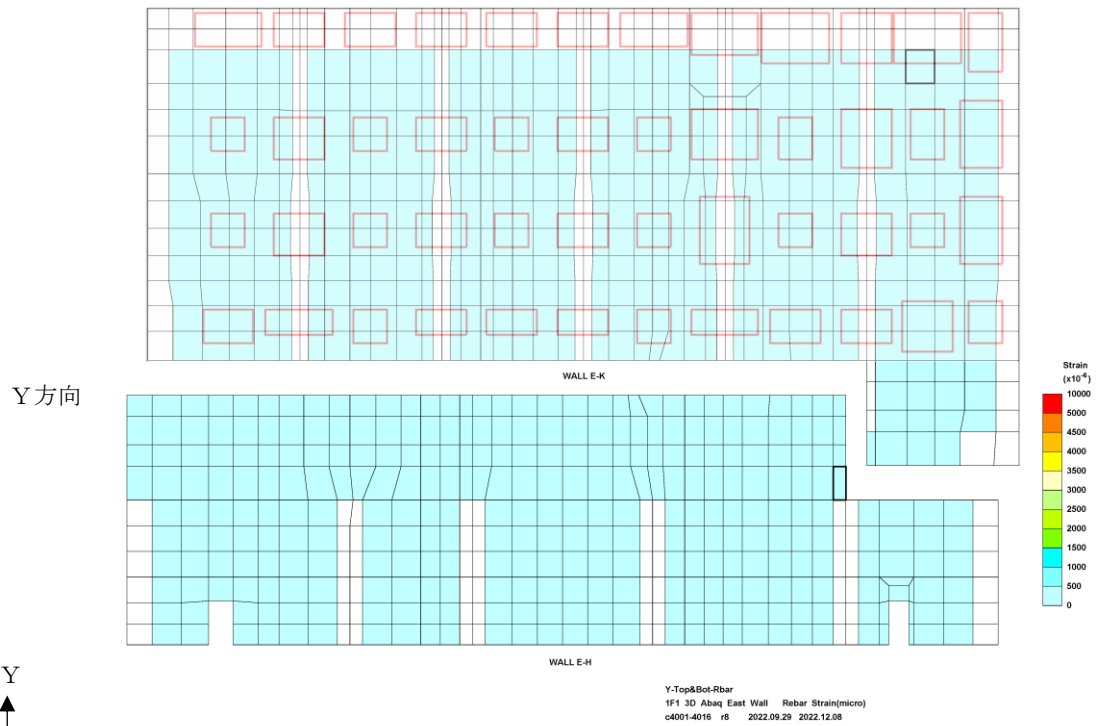 WALL E-K
Y方向
WALL E-H
Strain
(x10⁻⁶)
10000
5000
4500
4000
3500
3000
2500
2000
1500
1000
500
0
Y
Y-Top&Bot-Rbar
1F1 3D Abaq East Wall Rebar Strain(micro)
c4001-4016 r8 2022.09.29 2022.12.08